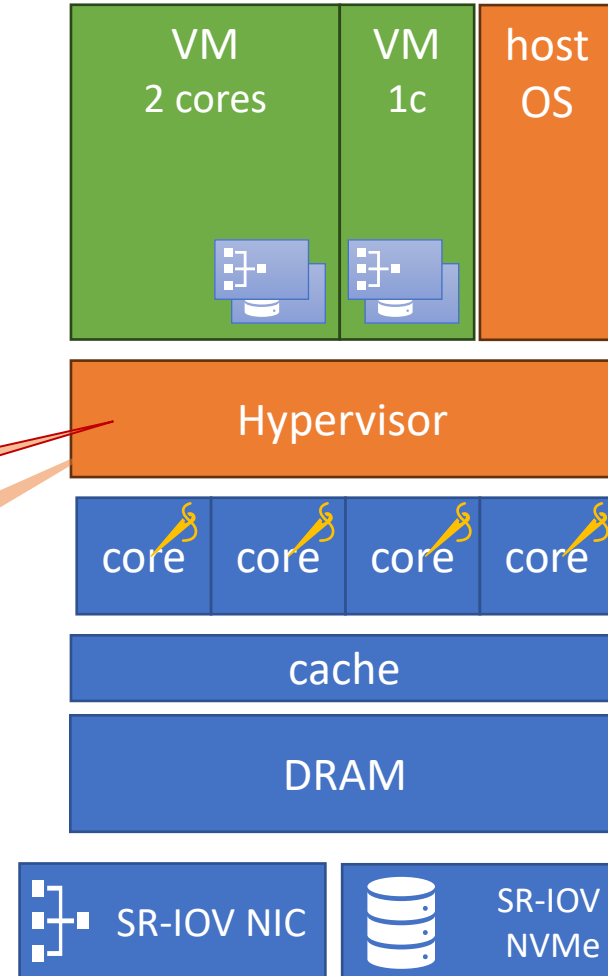 VM
2 cores
VM
1c
host
OS
Hypervisor
core
core
core
core
cache
DRAM
SR-IOV NIC
SR-IOV
NVMe